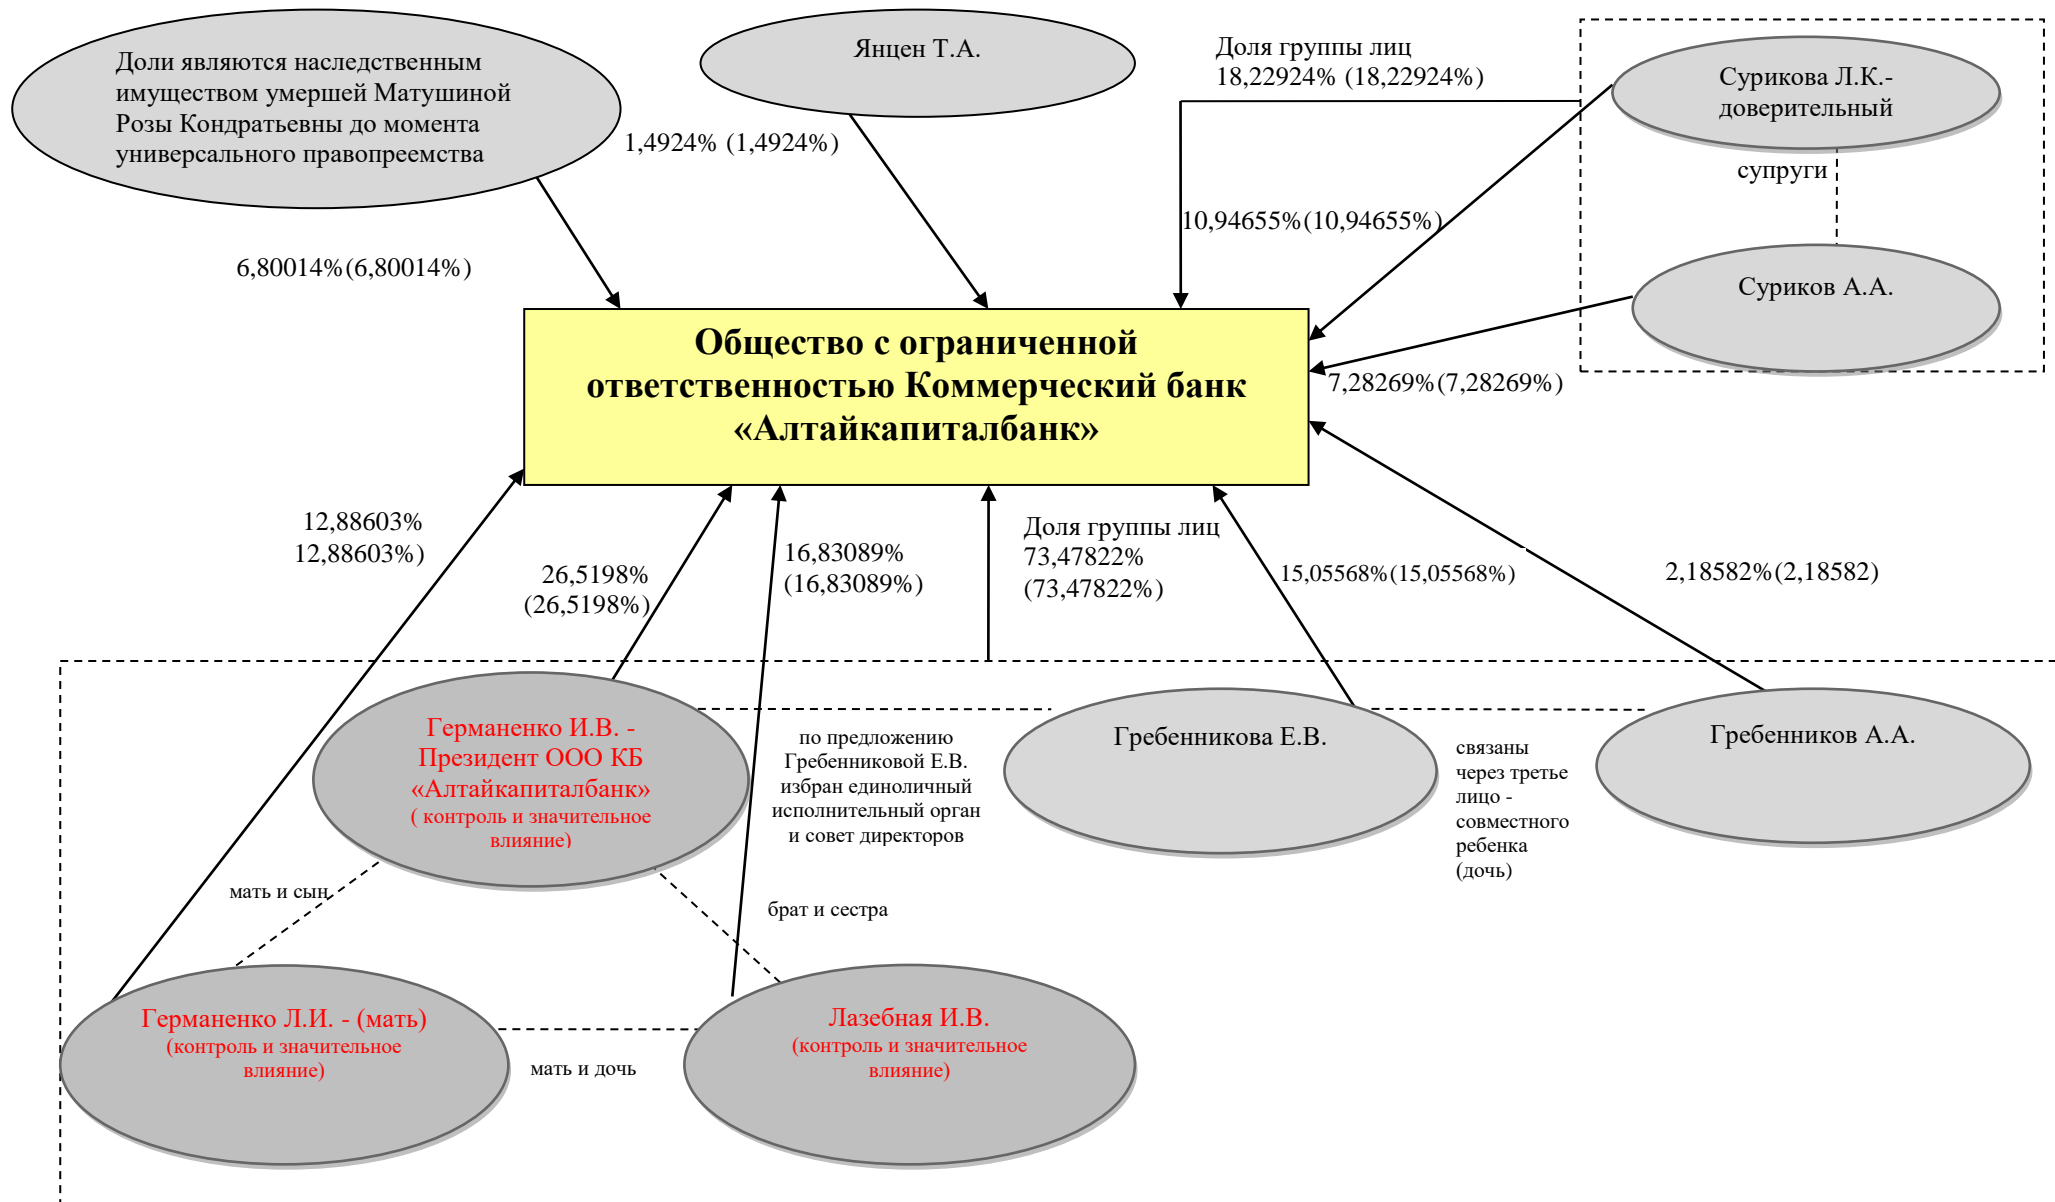 Доли являются наследственным
имуществом умершей Матушиной
Розы Кондратьевны до момента
универсального правопреемства
Янцен Т.А.
Доля группы лиц
18,22924% (18,22924%)
Сурикова Л.К.-
доверительный
супруги
1,4924% (1,4924%)
10,94655%(10,94655%)
6,80014%(6,80014%)
Суриков А.А.
Общество с ограниченной
ответственностью Коммерческий банк
«Алтайкапиталбанк»
7,28269%(7,28269%)
12,88603%
12,88603%)
26,5198%
(26,5198%)
16,83089%
(16,83089%)
Доля группы лиц
73,47822%
(73,47822%)
15,05568%(15,05568%)
2,18582%(2,18582)
Германенко И.В. -
Президент ООО КБ
«Алтайкапиталбанк»
( контроль и значительное
влияние)
по предложению
Гребенниковой Е.В.
избран единоличный
исполнительный орган
и совет директоров
Гребенникова Е.В.
связаны
через третье
лицо -
совместного
ребенка
(дочь)
Гребенников А.А.
мать и сын
брат и сестра
Германенко Л.И. - (мать)
(контроль и значительное
влияние)
мать и дочь
Лазебная И.В.
(контроль и значительное
влияние)